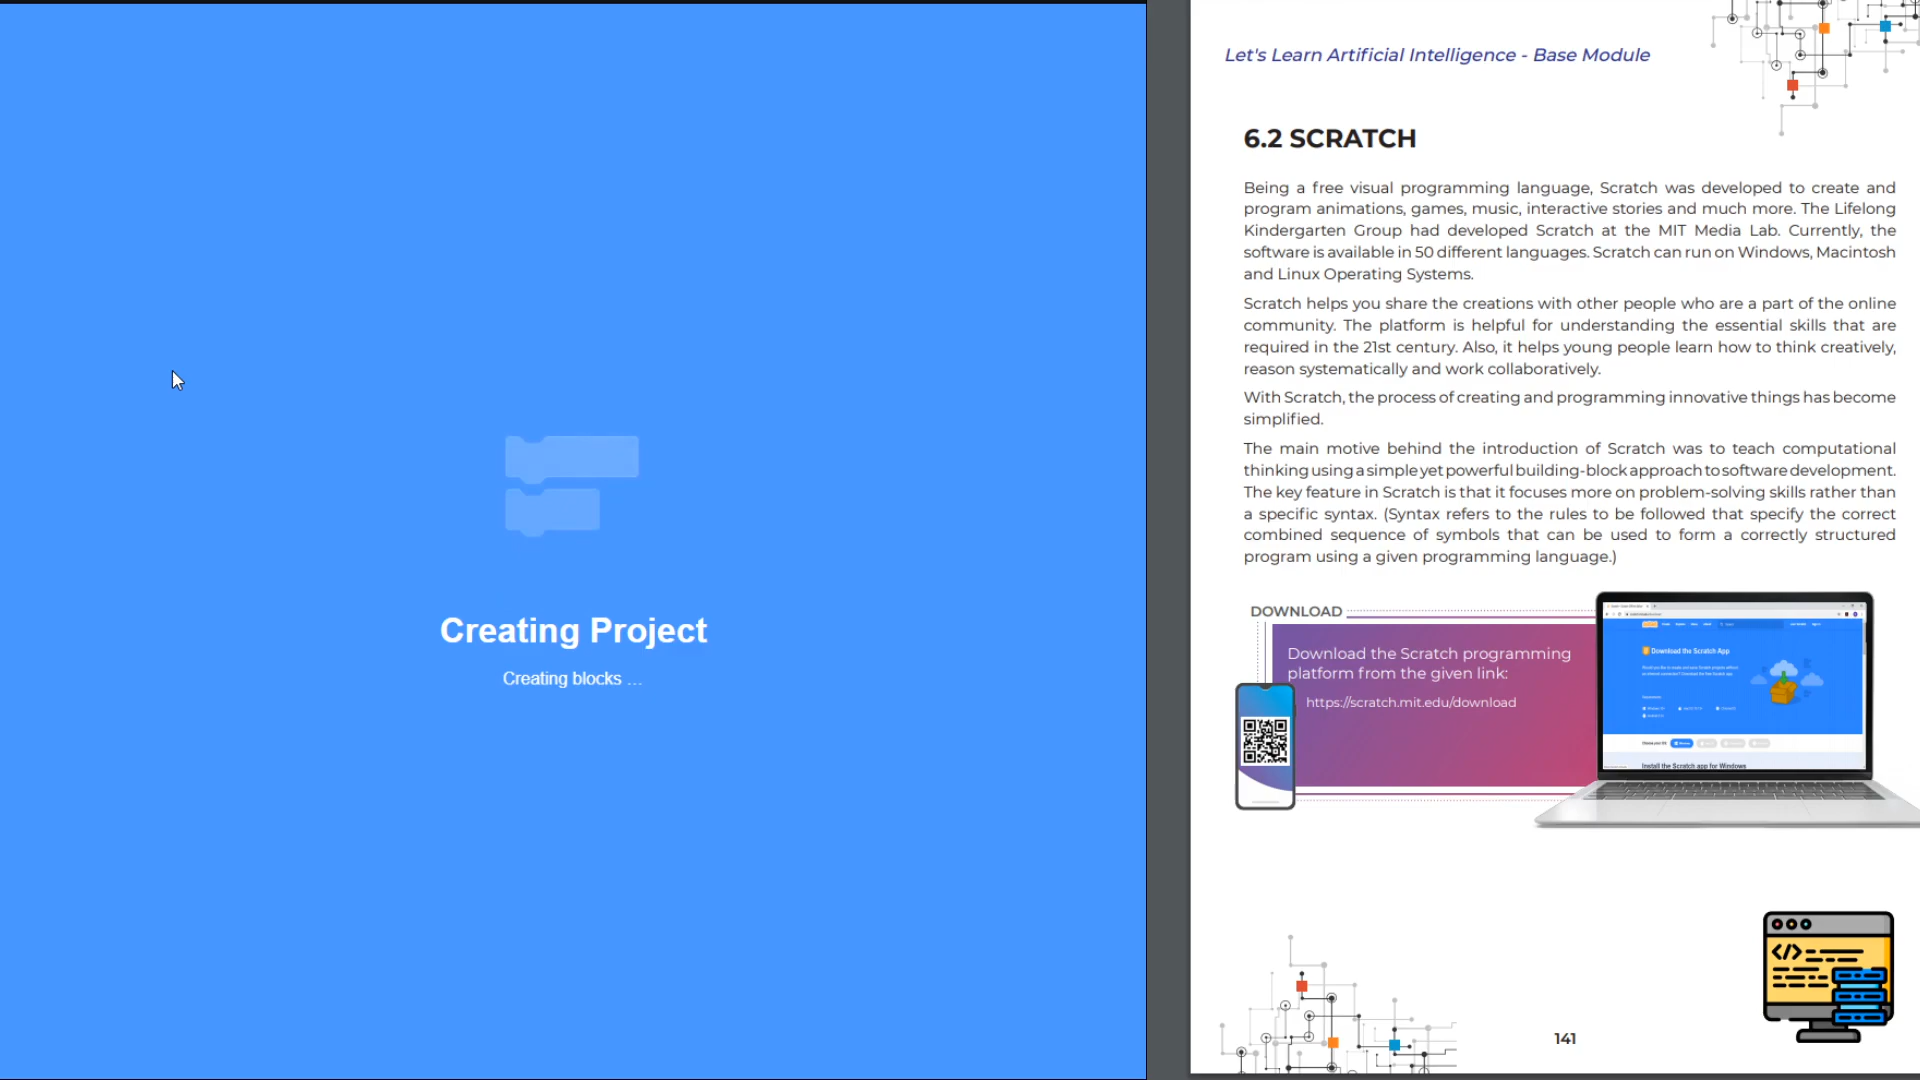 Creating Project
Creating blocks ...
Let's Learn Artificial Intelligence - Base Module
6.2 SCRATCH
Being a free visual programming language, Scratch was developed to create and
program animations, games, music, interactive stories and much more. The Lifelong
Kindergarten Group had developed Scratch at the MIT Media Lab. Currently, the
software is available in 50 different languages. Scratch can run on Windows, Macintosh
and Linux Operating Systems.
Scratch helps you share the creations with other people who are a part of the online
community. The platform is helpful for understanding the essential skills that are
required in the 21st century. Also, it helps young people learn how to think creatively,
reason systematically and work collaboratively.
With Scratch, the process of creating and programming innovative things has become
simplified.
The main motive behind the introduction of Scratch was to teach computational
thinking using a simple yet powerful building-block approach to software development.
The key feature in Scratch is that it focuses more on problem-solving skills rather than
a specific syntax. (Syntax refers to the rules to be followed that specify the correct
combined sequence of symbols that can be used to form a correctly structured
program using a given programming language.)
DOWNLOAD
Download the Scratch programming
platform from the given link:
https://scratch.mit.edu/download
Download the Scratch App
Install the Scratch app for Windows
141